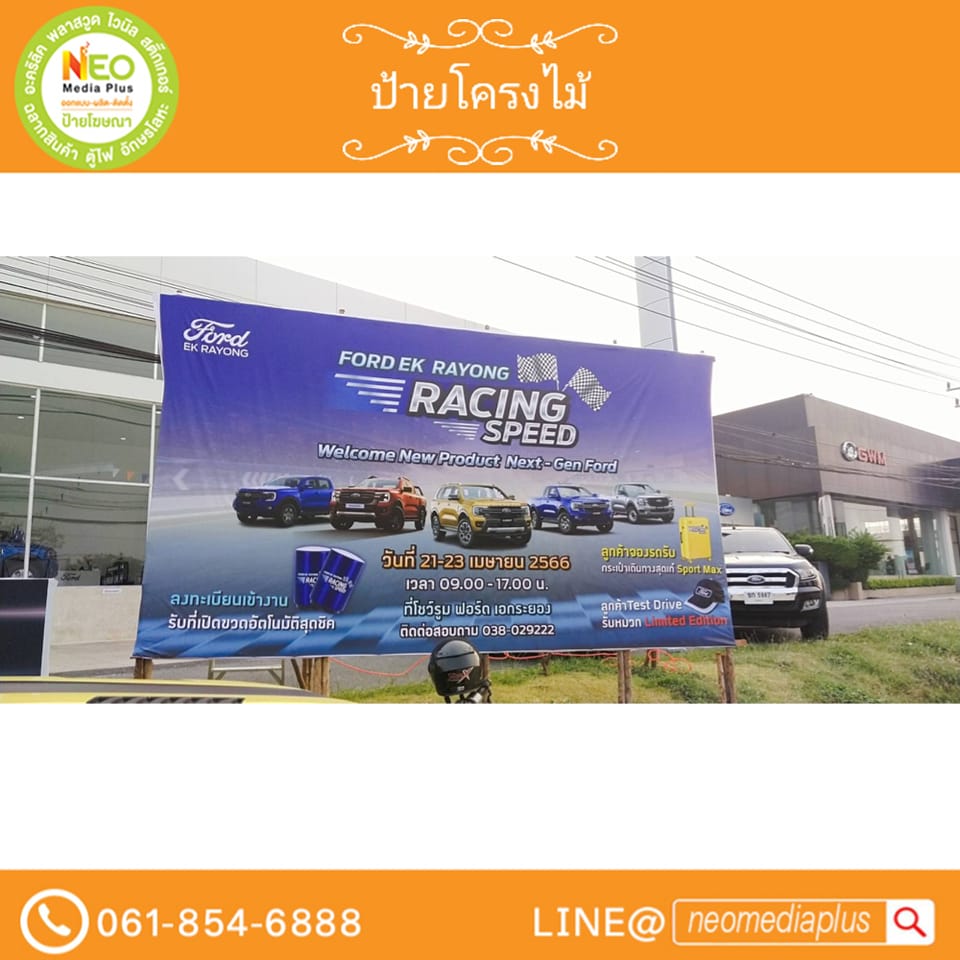 อะคริลิค พลาสวูด ไวนิล สติ๊กเกอร์
NEO
Media Plus
ออกแบบ-ผลิต-ติดตั้ง
ป้ายโฆษณา
ฉลากสินค้า ตู้ไฟ อักษรโลหะ
ป้ายโครงไม้
Ford
EK RAYONG
FORD EK RAYONG
RACING
SPEED
Welcome New Product Next - Gen Ford
วันที่ 21-23 เมษายน 2566
เวลา 09.00 - 17.00 น.
ที่โชว์รูม ฟอร์ด เอกระยอง
ติดต่อสอบถาม 038-029222
ลงทะเบียนเข้างาน
รับที่เปิดขวดอัตโนมัติสุดชิค
ลูกค้าจองรถรับ
กระเป๋าเดินทางสุดเท่ Sport Max
ลูกค้าTest Drive
รับหมวก Limited Edition
GWM
061-854-6888
LINE@ neomediaplus